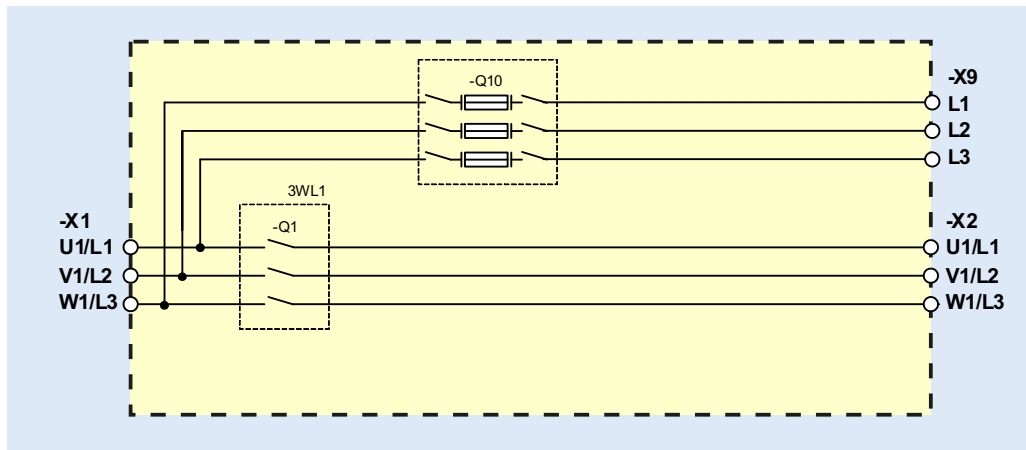 -Q10
-X9
L1
L2
L3
3WL1
-X1
-Q1
-X2
U1/L1
U1/L1
V1/L2
V1/L2
W1/L3
W1/L3